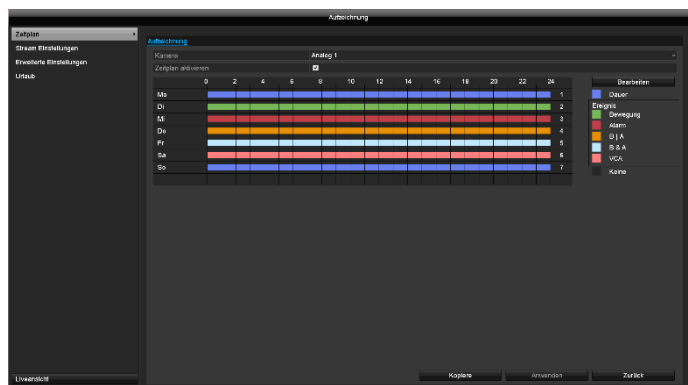 Aufzeichnung
Zeitplan
Stream Einstellungen
Erweiterte Einstellungen
Urlaub
Aufzeichnung
Kamera Analog 1
Zeitplan aktivieren
0 2 4 6 8 10 12 14 16 18 20 22 24
Mo 1
Di 2
Mi 3
Do 4
Fr 5
Sa 6
So 7
Bearbeiten
Dauer
Ereignis
Bewegung
Alarm
B | A
B & A
VCA
Keine
Liveansicht
Kopiere Anwenden Zurück